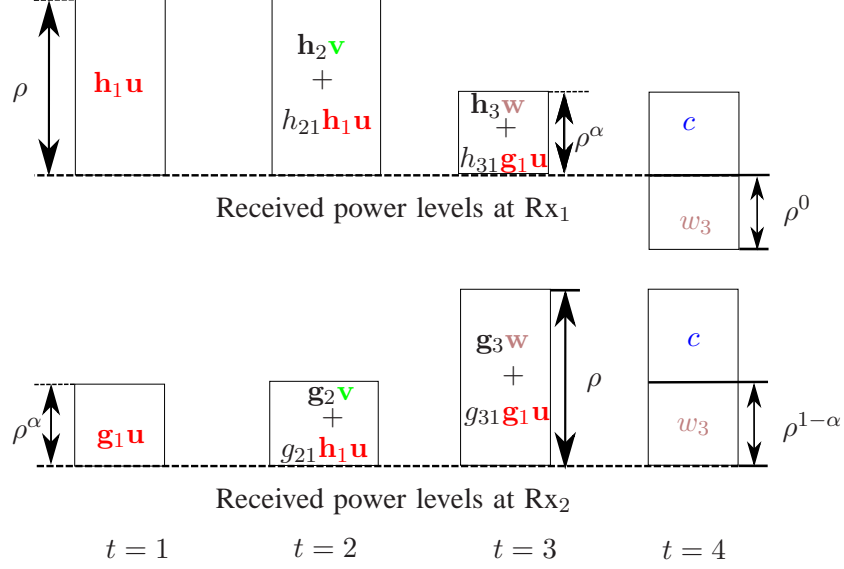 ρ
𝐡₁𝐮
𝐡₂𝐯
+
h₂₁𝐡₁𝐮
𝐡₃𝐰
+
h₃₁𝐠₁𝐮
ρ^α
c
w₃
ρ⁰
Received power levels at Rx₁
ρ^α
𝐠₁𝐮
𝐠₂𝐯
+
g₂₁𝐡₁𝐮
𝐠₃𝐰
+
g₃₁𝐠₁𝐮
ρ
c
w₃
ρ^{1−α}
Received power levels at Rx₂
t = 1 t = 2 t = 3 t = 4